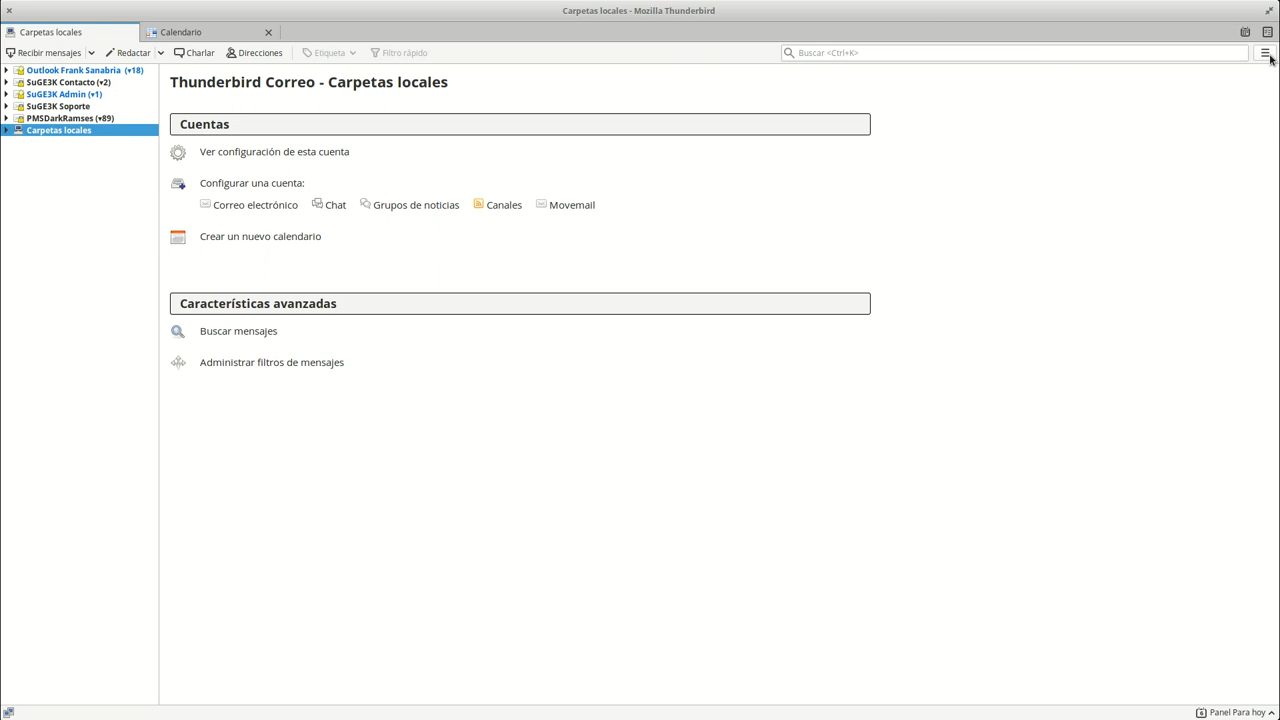 Carpetas locales - Mozilla Thunderbird
Carpetas locales
Calendario
Recibir mensajes
Redactar
Charlar
Direcciones
Etiqueta
Filtro rápido
Buscar <Ctrl+K>
Outlook Frank Sanabria (▾18)
SuGE3K Contacto (▾2)
SuGE3K Admin (▾1)
SuGE3K Soporte
PMSDarkRamses (▾89)
Carpetas locales
Thunderbird Correo - Carpetas locales
Cuentas
Ver configuración de esta cuenta
Configurar una cuenta:
Correo electrónico Chat Grupos de noticias Canales Movemail
Crear un nuevo calendario
Características avanzadas
Buscar mensajes
Administrar filtros de mensajes
Panel Para hoy